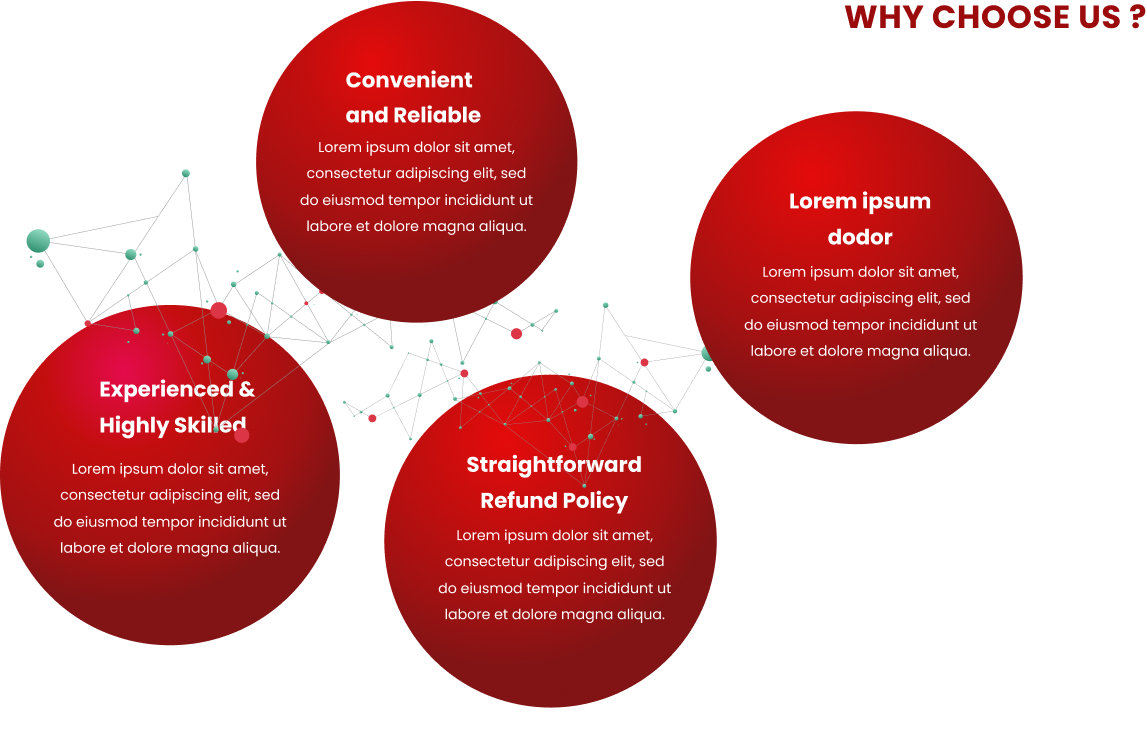 WHY CHOOSE US ?
Convenient
and Reliable
Lorem ipsum dolor sit amet,
consectetur adipiscing elit, sed
do eiusmod tempor incididunt ut
labore et dolore magna aliqua.
Lorem ipsum
dodor
Lorem ipsum dolor sit amet,
consectetur adipiscing elit, sed
do eiusmod tempor incididunt ut
labore et dolore magna aliqua.
Experienced &
Highly Skilled
Lorem ipsum dolor sit amet,
consectetur adipiscing elit, sed
do eiusmod tempor incididunt ut
labore et dolore magna aliqua.
Straightforward
Refund Policy
Lorem ipsum dolor sit amet,
consectetur adipiscing elit, sed
do eiusmod tempor incididunt ut
labore et dolore magna aliqua.